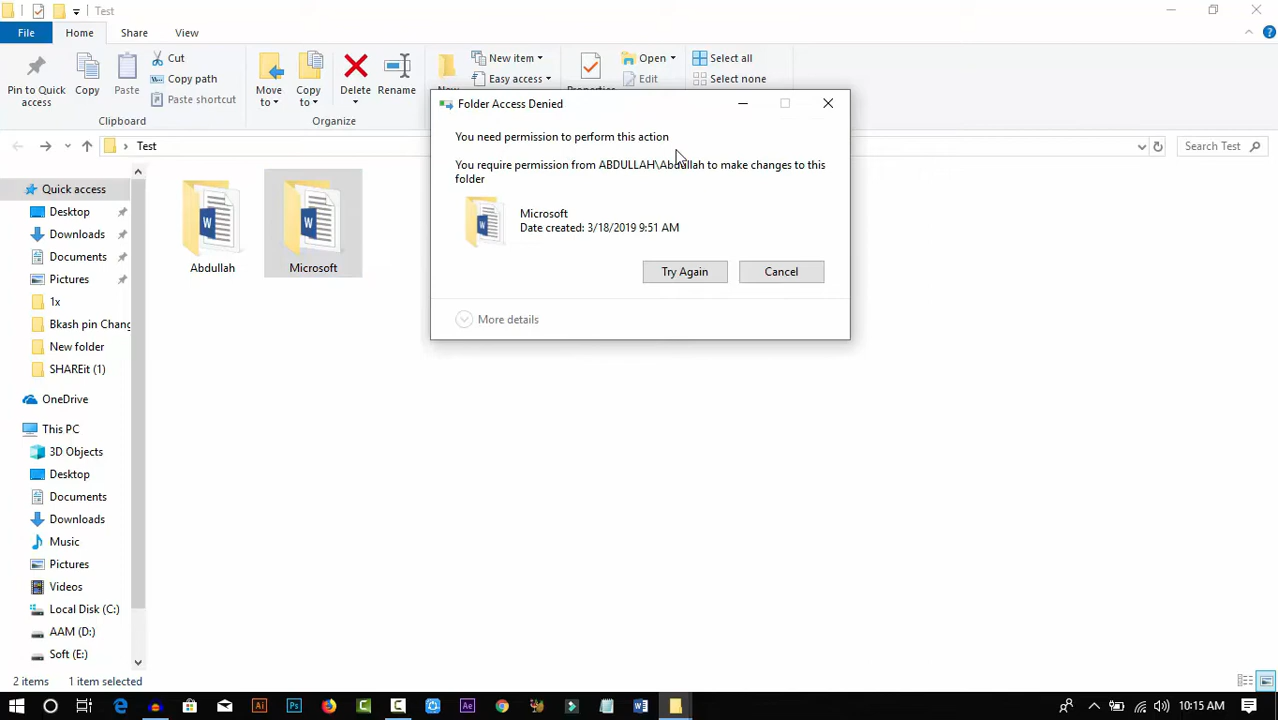 Test
File
Home
Share
View
Pin to Quick
access
Copy
Paste
Cut
Copy path
Paste shortcut
Clipboard
Move
to
Copy
to
Delete
Rename
Organize
New
New item
Easy access
Properties
Open
Edit
Select all
Select none
Test
Search Test
Quick access
Desktop
Downloads
Documents
Pictures
1x
Bkash pin Chang
New folder
SHAREit (1)
OneDrive
This PC
3D Objects
Desktop
Documents
Downloads
Music
Pictures
Videos
Local Disk (C:)
AAM (D:)
Soft (E:)
Abdullah
Microsoft
Folder Access Denied
You need permission to perform this action
You require permission from ABDULLAH\Abdullah to make changes to this
folder
Microsoft
Date created: 3/18/2019 9:51 AM
Try Again
Cancel
More details
2 items
1 item selected
10:15 AM